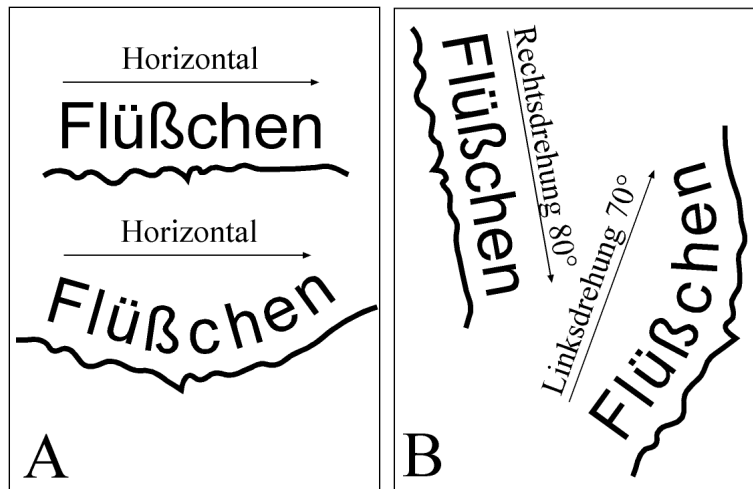 Horizontal
Flüßchen
Horizontal
Flüßchen
A
Flüßchen
Rechtsdrehung 80°
Linksdrehung 70°
Flüßchen
B